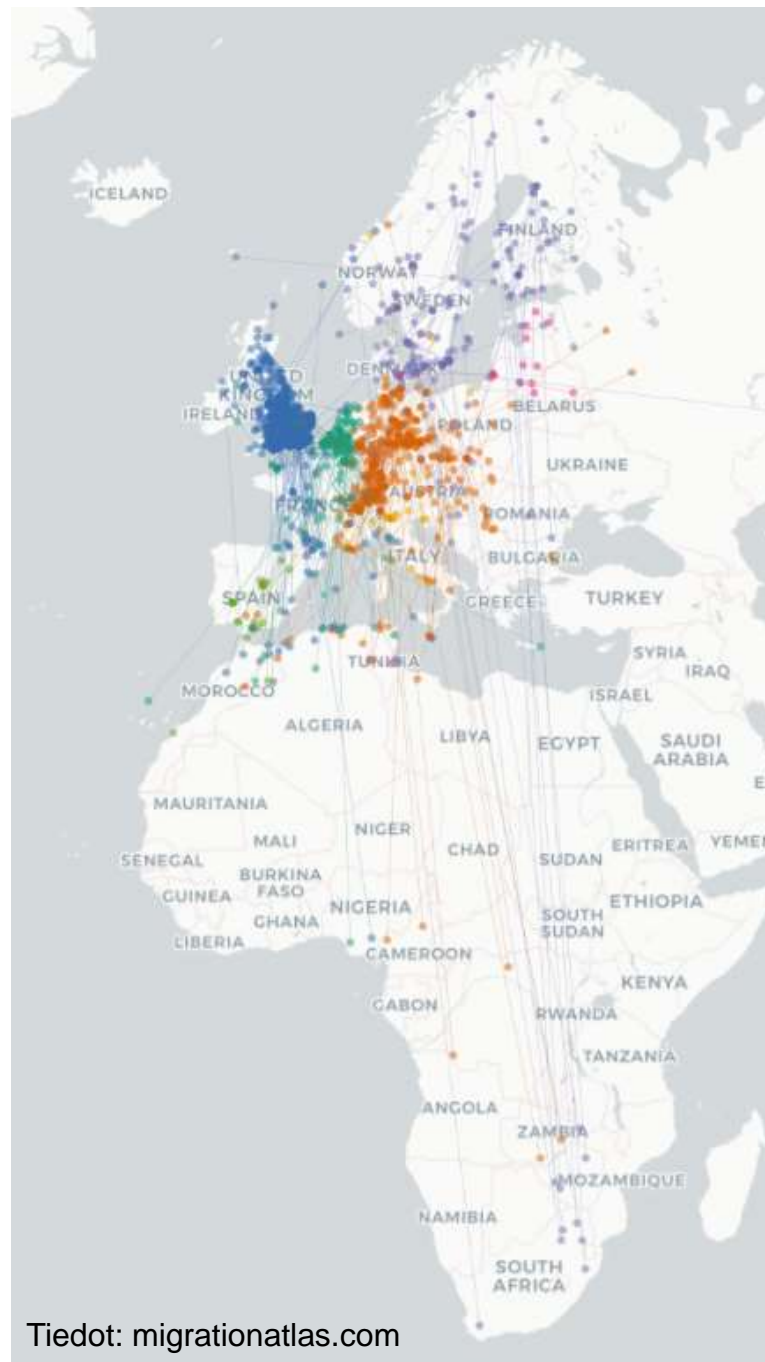 ICELAND
FINLAND
NORWAY
SWEDEN
DENMARK
UNITED
KINGDOM
IRELAND
BELARUS
POLAND
UKRAINE
FRANCE
AUSTRIA
ROMANIA
ITALY
BULGARIA
SPAIN
GREECE
TURKEY
TUNISIA
SYRIA
IRAQ
MOROCCO
ISRAEL
ALGERIA
LIBYA
EGYPT
SAUDI
ARABIA
E
MAURITANIA
NIGER
MALI
CHAD
SUDAN
ERITREA
YEMEN
SENEGAL
BURKINA
FASO
GUINEA
NIGERIA
ETHIOPIA
GHANA
SOUTH
SUDAN
LIBERIA
CAMEROON
KENYA
GABON
RWANDA
TANZANIA
ANGOLA
ZAMBIA
MOZAMBIQUE
NAMIBIA
SOUTH
AFRICA
Tiedot: migrationatlas.com